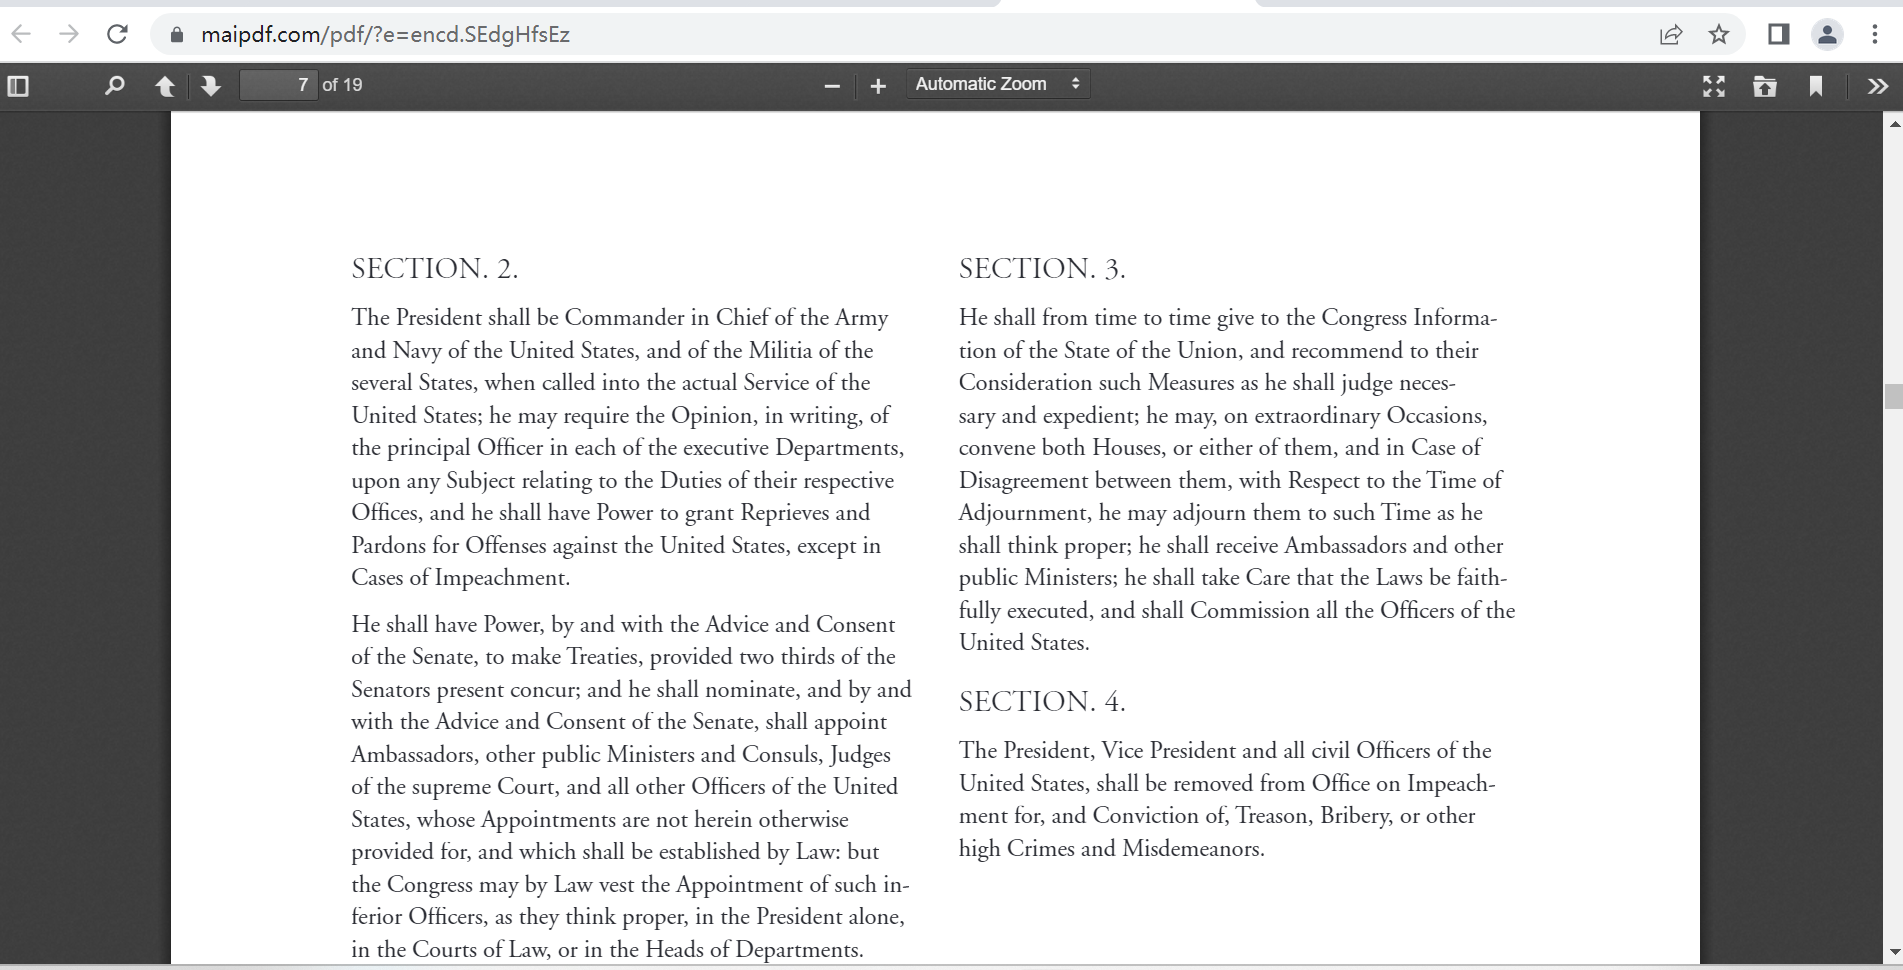 maipdf.com/pdf/?e=encd.SEdgHfsEz
7 of 19
Automatic Zoom
SECTION. 2.
The President shall be Commander in Chief of the Army
and Navy of the United States, and of the Militia of the
several States, when called into the actual Service of the
United States; he may require the Opinion, in writing, of
the principal Officer in each of the executive Departments,
upon any Subject relating to the Duties of their respective
Offices, and he shall have Power to grant Reprieves and
Pardons for Offenses against the United States, except in
Cases of Impeachment.
He shall have Power, by and with the Advice and Consent
of the Senate, to make Treaties, provided two thirds of the
Senators present concur; and he shall nominate, and by and
with the Advice and Consent of the Senate, shall appoint
Ambassadors, other public Ministers and Consuls, Judges
of the supreme Court, and all other Officers of the United
States, whose Appointments are not herein otherwise
provided for, and which shall be established by Law: but
the Congress may by Law vest the Appointment of such in-
ferior Officers, as they think proper, in the President alone,
in the Courts of Law, or in the Heads of Departments.
SECTION. 3.
He shall from time to time give to the Congress Informa-
tion of the State of the Union, and recommend to their
Consideration such Measures as he shall judge neces-
sary and expedient; he may, on extraordinary Occasions,
convene both Houses, or either of them, and in Case of
Disagreement between them, with Respect to the Time of
Adjournment, he may adjourn them to such Time as he
shall think proper; he shall receive Ambassadors and other
public Ministers; he shall take Care that the Laws be faith-
fully executed, and shall Commission all the Officers of the
United States.
SECTION. 4.
The President, Vice President and all civil Officers of the
United States, shall be removed from Office on Impeach-
ment for, and Conviction of, Treason, Bribery, or other
high Crimes and Misdemeanors.